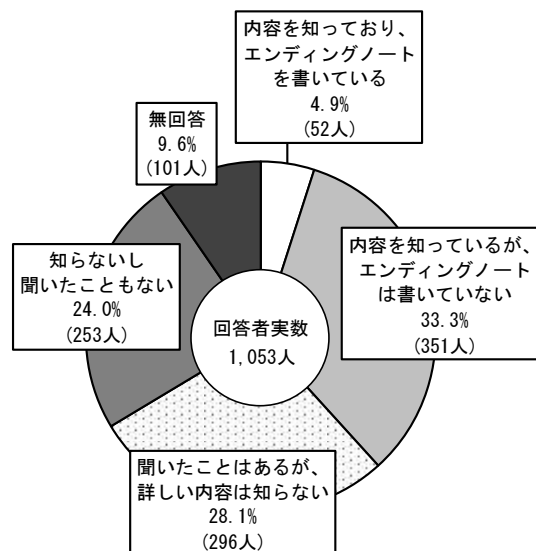 内容を知っており、
エンディングノート
を書いている
4.9%
(52人)
無回答
9.6%
(101人)
内容を知っているが、
エンディングノート
は書いていない
33.3%
(351人)
知らないし
聞いたこともない
24.0%
(253人)
回答者実数
1,053人
聞いたことはあるが、
詳しい内容は知らない
28.1%
(296人)